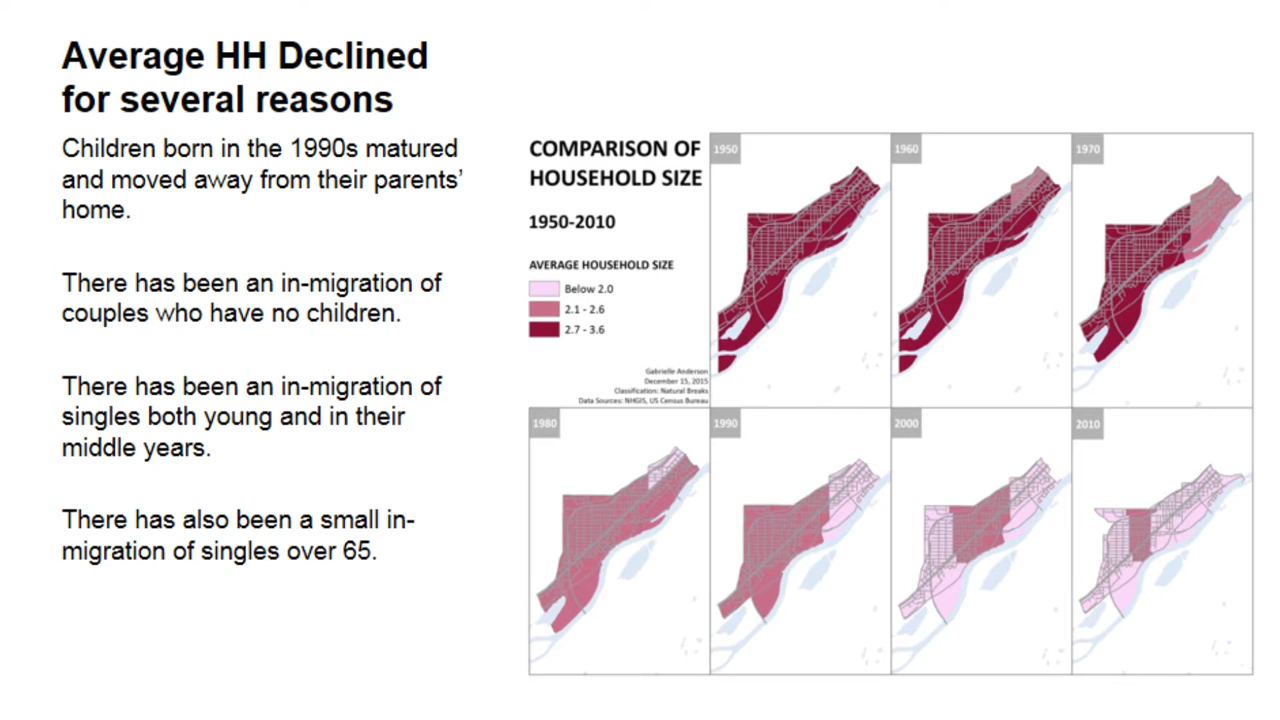 Average HH Declined
for several reasons
Children born in the 1990s matured
and moved away from their parents’
home.
There has been an in-migration of
couples who have no children.
There has been an in-migration of
singles both young and in their
middle years.
There has also been a small in-
migration of singles over 65.
COMPARISON OF
HOUSEHOLD SIZE
1950-2010
AVERAGE HOUSEHOLD SIZE
Below 2.0
2.1 - 2.6
2.7 - 3.6
Gabrielle Anderson
December 15, 2015
Classification: Natural Breaks
Data Sources: NHGIS, US Census Bureau
1950
1960
1970
1980
1990
2000
2010